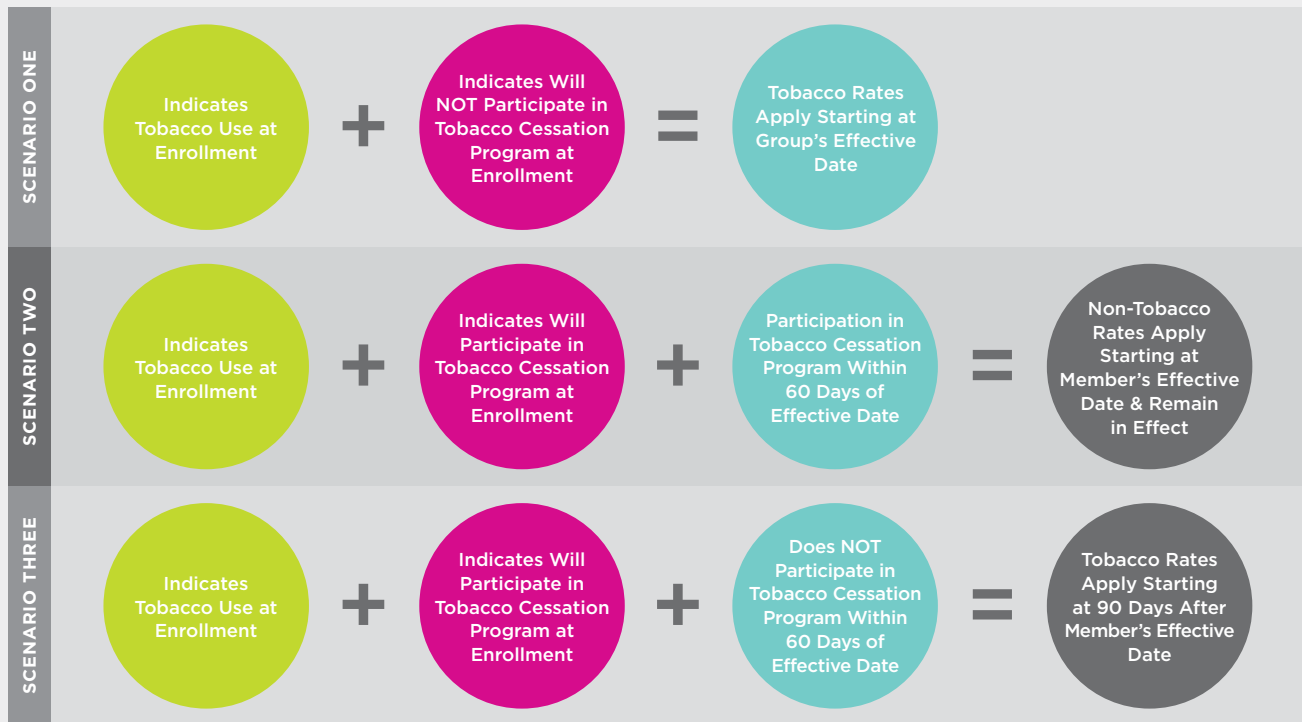 SCENARIO ONE
Indicates
Tobacco Use at
Enrollment
+
Indicates Will
NOT Participate in
Tobacco Cessation
Program at
Enrollment
=
Tobacco Rates
Apply Starting at
Group's Effective
Date
SCENARIO TWO
Indicates
Tobacco Use at
Enrollment
+
Indicates Will
Participate in
Tobacco Cessation
Program at
Enrollment
+
Participation in
Tobacco Cessation
Program Within
60 Days of
Effective Date
=
Non-Tobacco
Rates Apply
Starting at
Member's Effective
Date & Remain
in Effect
SCENARIO THREE
Indicates
Tobacco Use at
Enrollment
+
Indicates Will
Participate in
Tobacco Cessation
Program at
Enrollment
+
Does NOT
Participate in
Tobacco Cessation
Program Within
60 Days of
Effective Date
=
Tobacco Rates
Apply Starting
at 90 Days After
Member's Effective
Date